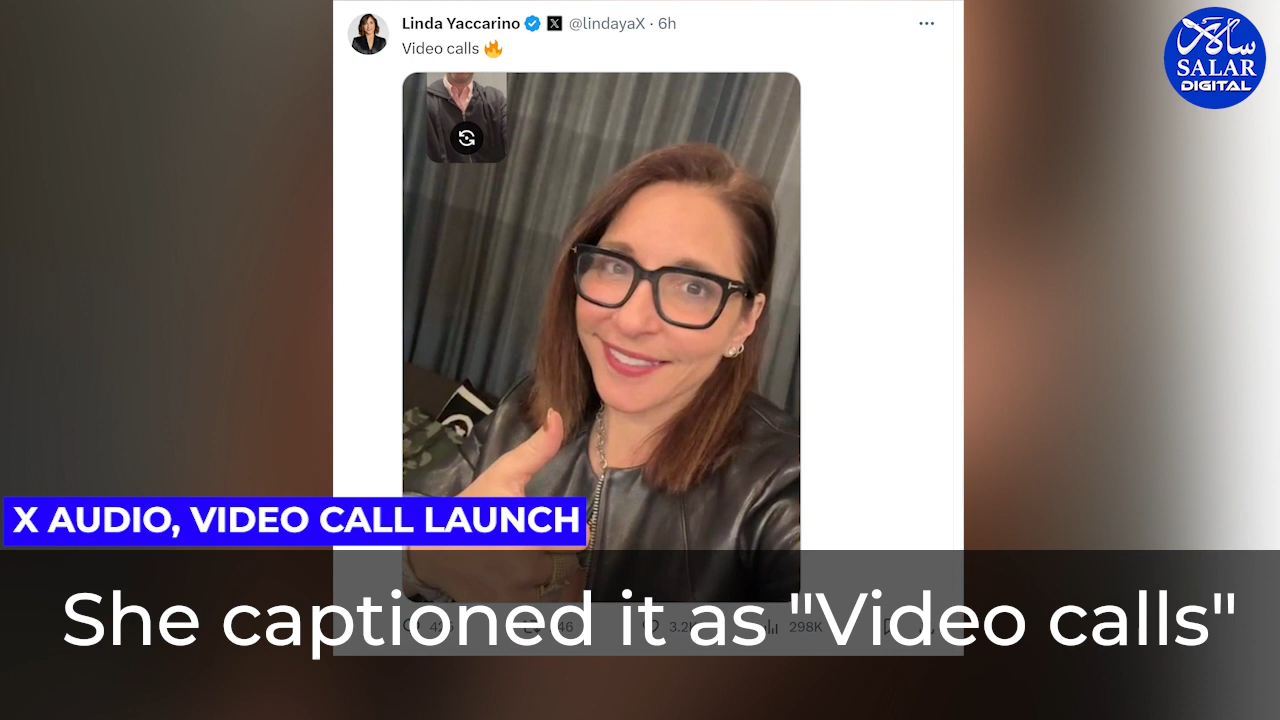 Linda Yaccarino @lindayaX · 6h
Video calls 🔥
سالار
SALAR
DIGITAL
X AUDIO, VIDEO CALL LAUNCH
She captioned it as "Video calls"
298K